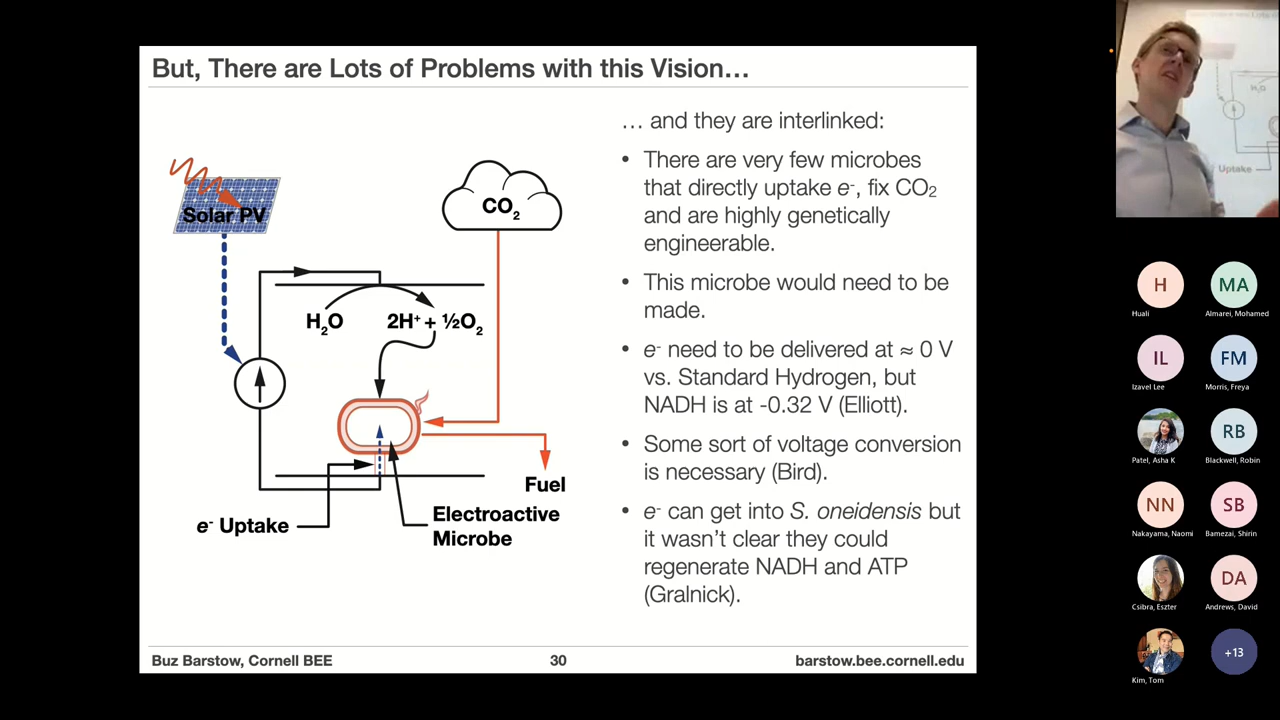 But, There are Lots of Problems with this Vision…
… and they are interlinked:
• There are very few microbes
that directly uptake e-, fix CO2
and are highly genetically
engineerable.
• This microbe would need to be
made.
• e- need to be delivered at ≈ 0 V
vs. Standard Hydrogen, but
NADH is at -0.32 V (Elliott).
• Some sort of voltage conversion
is necessary (Bird).
• e- can get into S. oneidensis but
it wasn't clear they could
regenerate NADH and ATP
(Gralnick).
Solar PV
CO2
H2O
2H+ + ½O2
Fuel
e- Uptake
Electroactive
Microbe
Buz Barstow, Cornell BEE
30
barstow.bee.cornell.edu
H2O
Uptake
H
Huali
MA
Almarei, Mohamed
IL
Izavel Lee
FM
Morris, Freya
Patel, Asha K
RB
Blackwell, Robin
NN
Nakayama, Naomi
SB
Bamezai, Shirin
Csibra, Eszter
DA
Andrews, David
Kim, Tom
+13